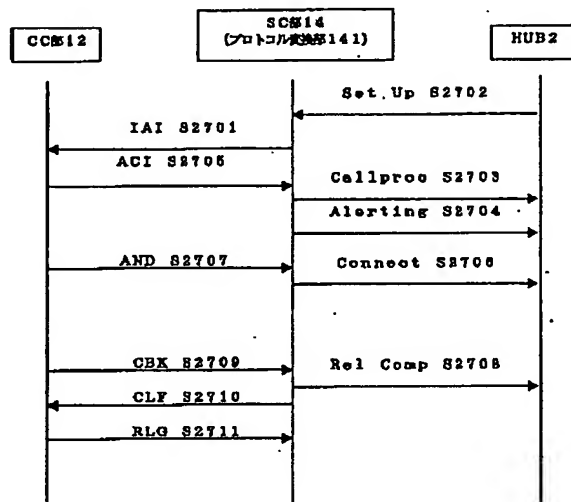 CC部12
SC部14
(プロトコル変換部141)
HUB2
Set.Up S2702
IAI S2701
ACI S2705
Callproc S2703
Alerting S2704
AND S2707
Connect S2706
CBK S2709
Rel Comp S2708
CLF S2710
RLG S2711